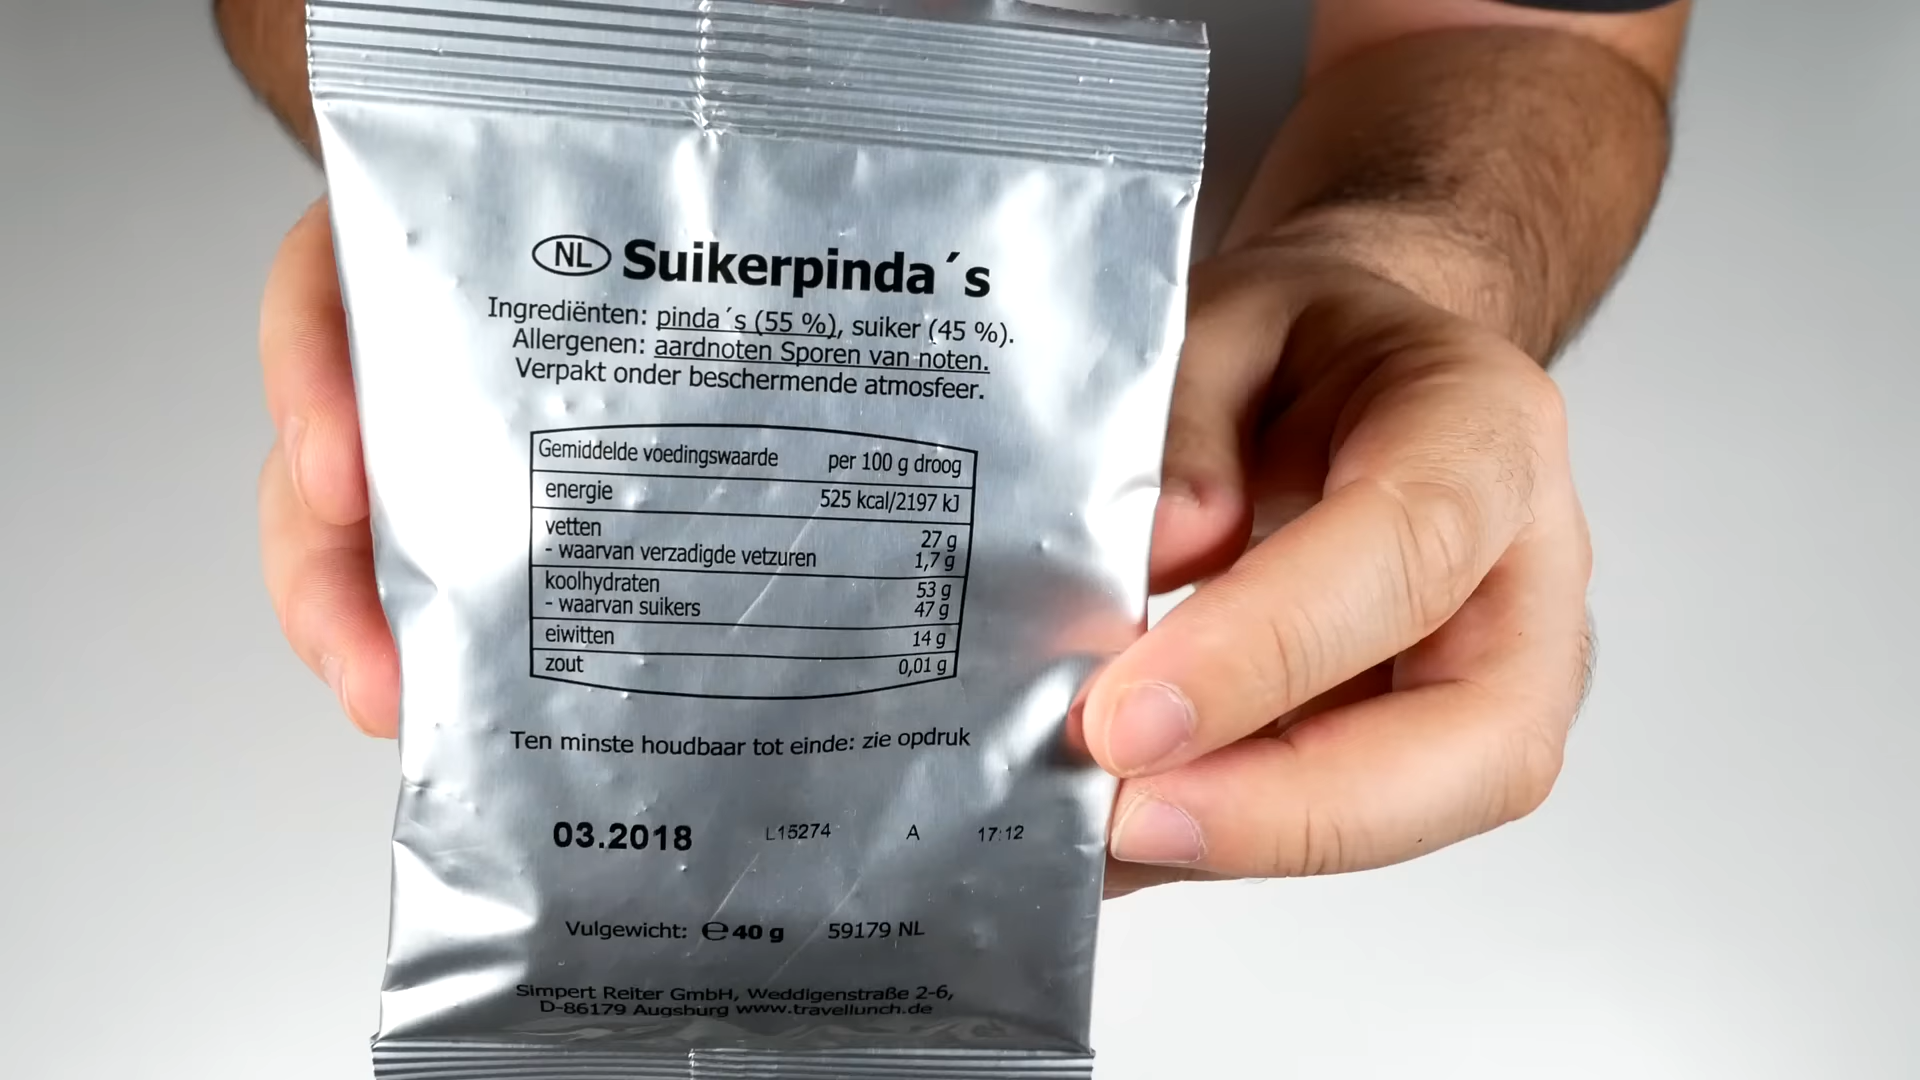 NL Suikerpinda´s
Ingrediënten: pinda´s (55 %), suiker (45 %).
Allergenen: aardnoten Sporen van noten.
Verpakt onder beschermende atmosfeer.
Gemiddelde voedingswaarde per 100 g droog
energie 525 kcal/2197 kJ
vetten 27 g
- waarvan verzadigde vetzuren 1,7 g
koolhydraten 53 g
- waarvan suikers 47 g
eiwitten 14 g
zout 0,01 g
Ten minste houdbaar tot einde: zie opdruk
03.2018 L15274 A 17:12
Vulgewicht: ℮ 40 g 59179 NL
Simpert Reiter GmbH, Weddigenstraße 2-6,
D-86179 Augsburg www.travellunch.de